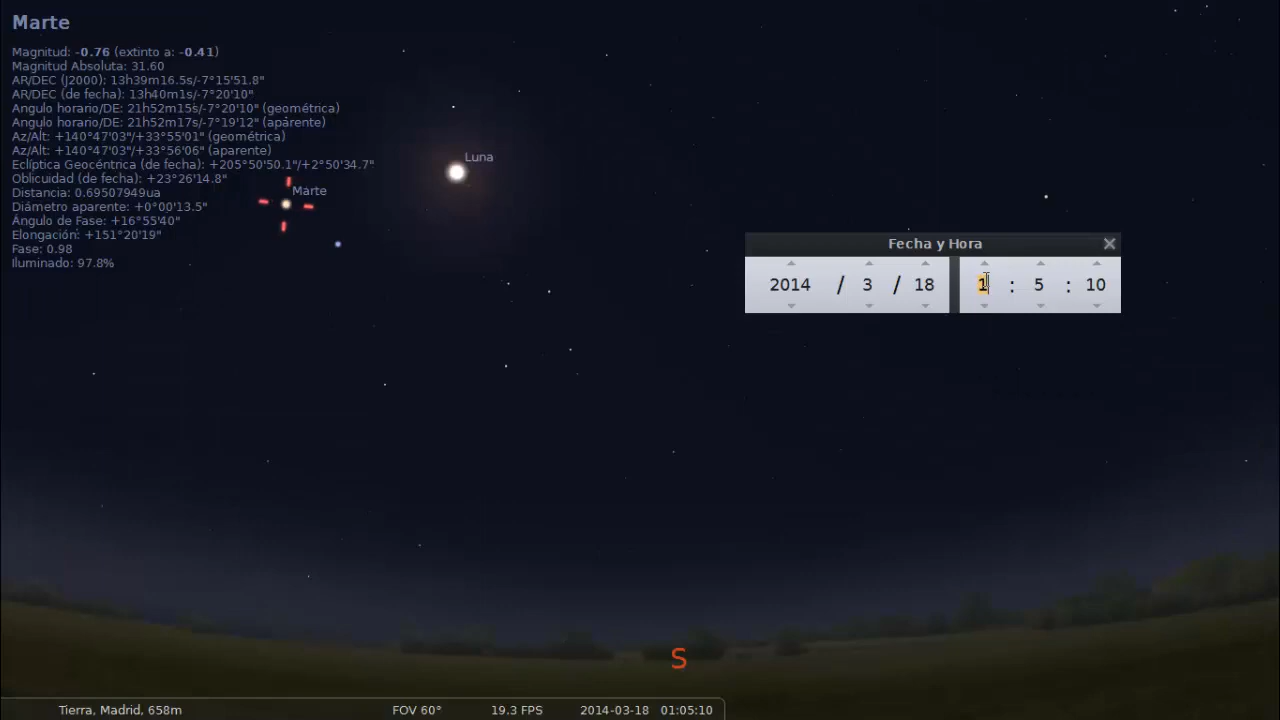 Marte
Magnitud: -0.76 (extinto a: -0.41)
Magnitud Absoluta: 31.60
AR/DEC (J2000): 13h39m16.5s/-7°15'51.8"
AR/DEC (de fecha): 13h40m1s/-7°20'10"
Angulo horario/DE: 21h52m15s/-7°20'10" (geométrica)
Angulo horario/DE: 21h52m17s/-7°19'12" (aparente)
Az/Alt: +140°47'03"/+33°55'01" (geométrica)
Az/Alt: +140°47'03"/+33°56'06" (aparente)
Eclíptica Geocéntrica (de fecha): +205°50'50.1"/+2°50'34.7"
Oblicuidad (de fecha): +23°26'14.8"
Distancia: 0.69507949ua
Diámetro aparente: +0°00'13.5"
Ángulo de Fase: +16°55'40"
Elongación: +151°20'19"
Fase: 0.98
Iluminado: 97.8%
Luna
Marte
Fecha y Hora
2014 / 3 / 18 1 : 5 : 10
S
Tierra, Madrid, 658m FOV 60° 19.3 FPS 2014-03-18 01:05:10